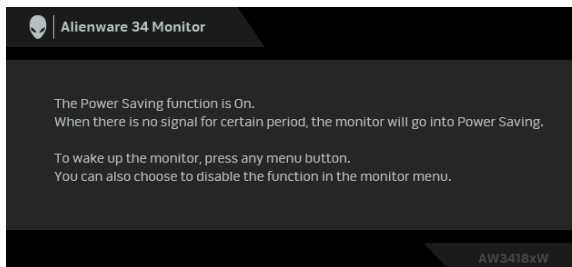 Alienware 34 Monitor
The Power Saving function is On.
When there is no signal for certain period, the monitor will go into Power Saving.
To wake up the monitor, press any menu button.
You can also choose to disable the function in the monitor menu.
AW3418xW